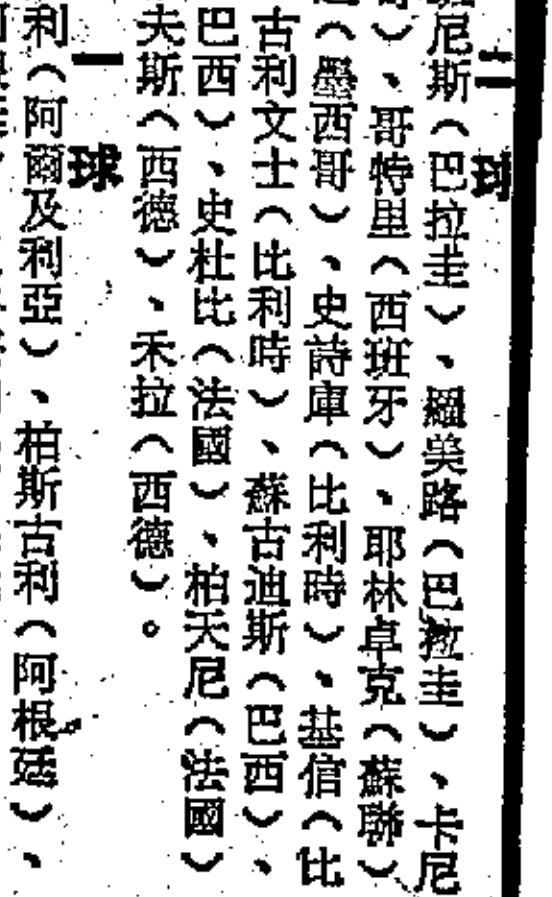 二球
尼斯（巴拉圭）、羅美路（巴拉圭）、卡尼
）、哥特里（西班牙）、耶林卓克（蘇聯）
（墨西哥）、史詩庫（比利時）、基信（比
古利文士（比利時）、蘇古迪斯（巴西）、
巴西）、史杜比（法國）、柏天尼（法國）
夫斯（西德）、禾拉（西德）。
一球
利（阿爾及利亞）、柏斯古利（阿根廷）、